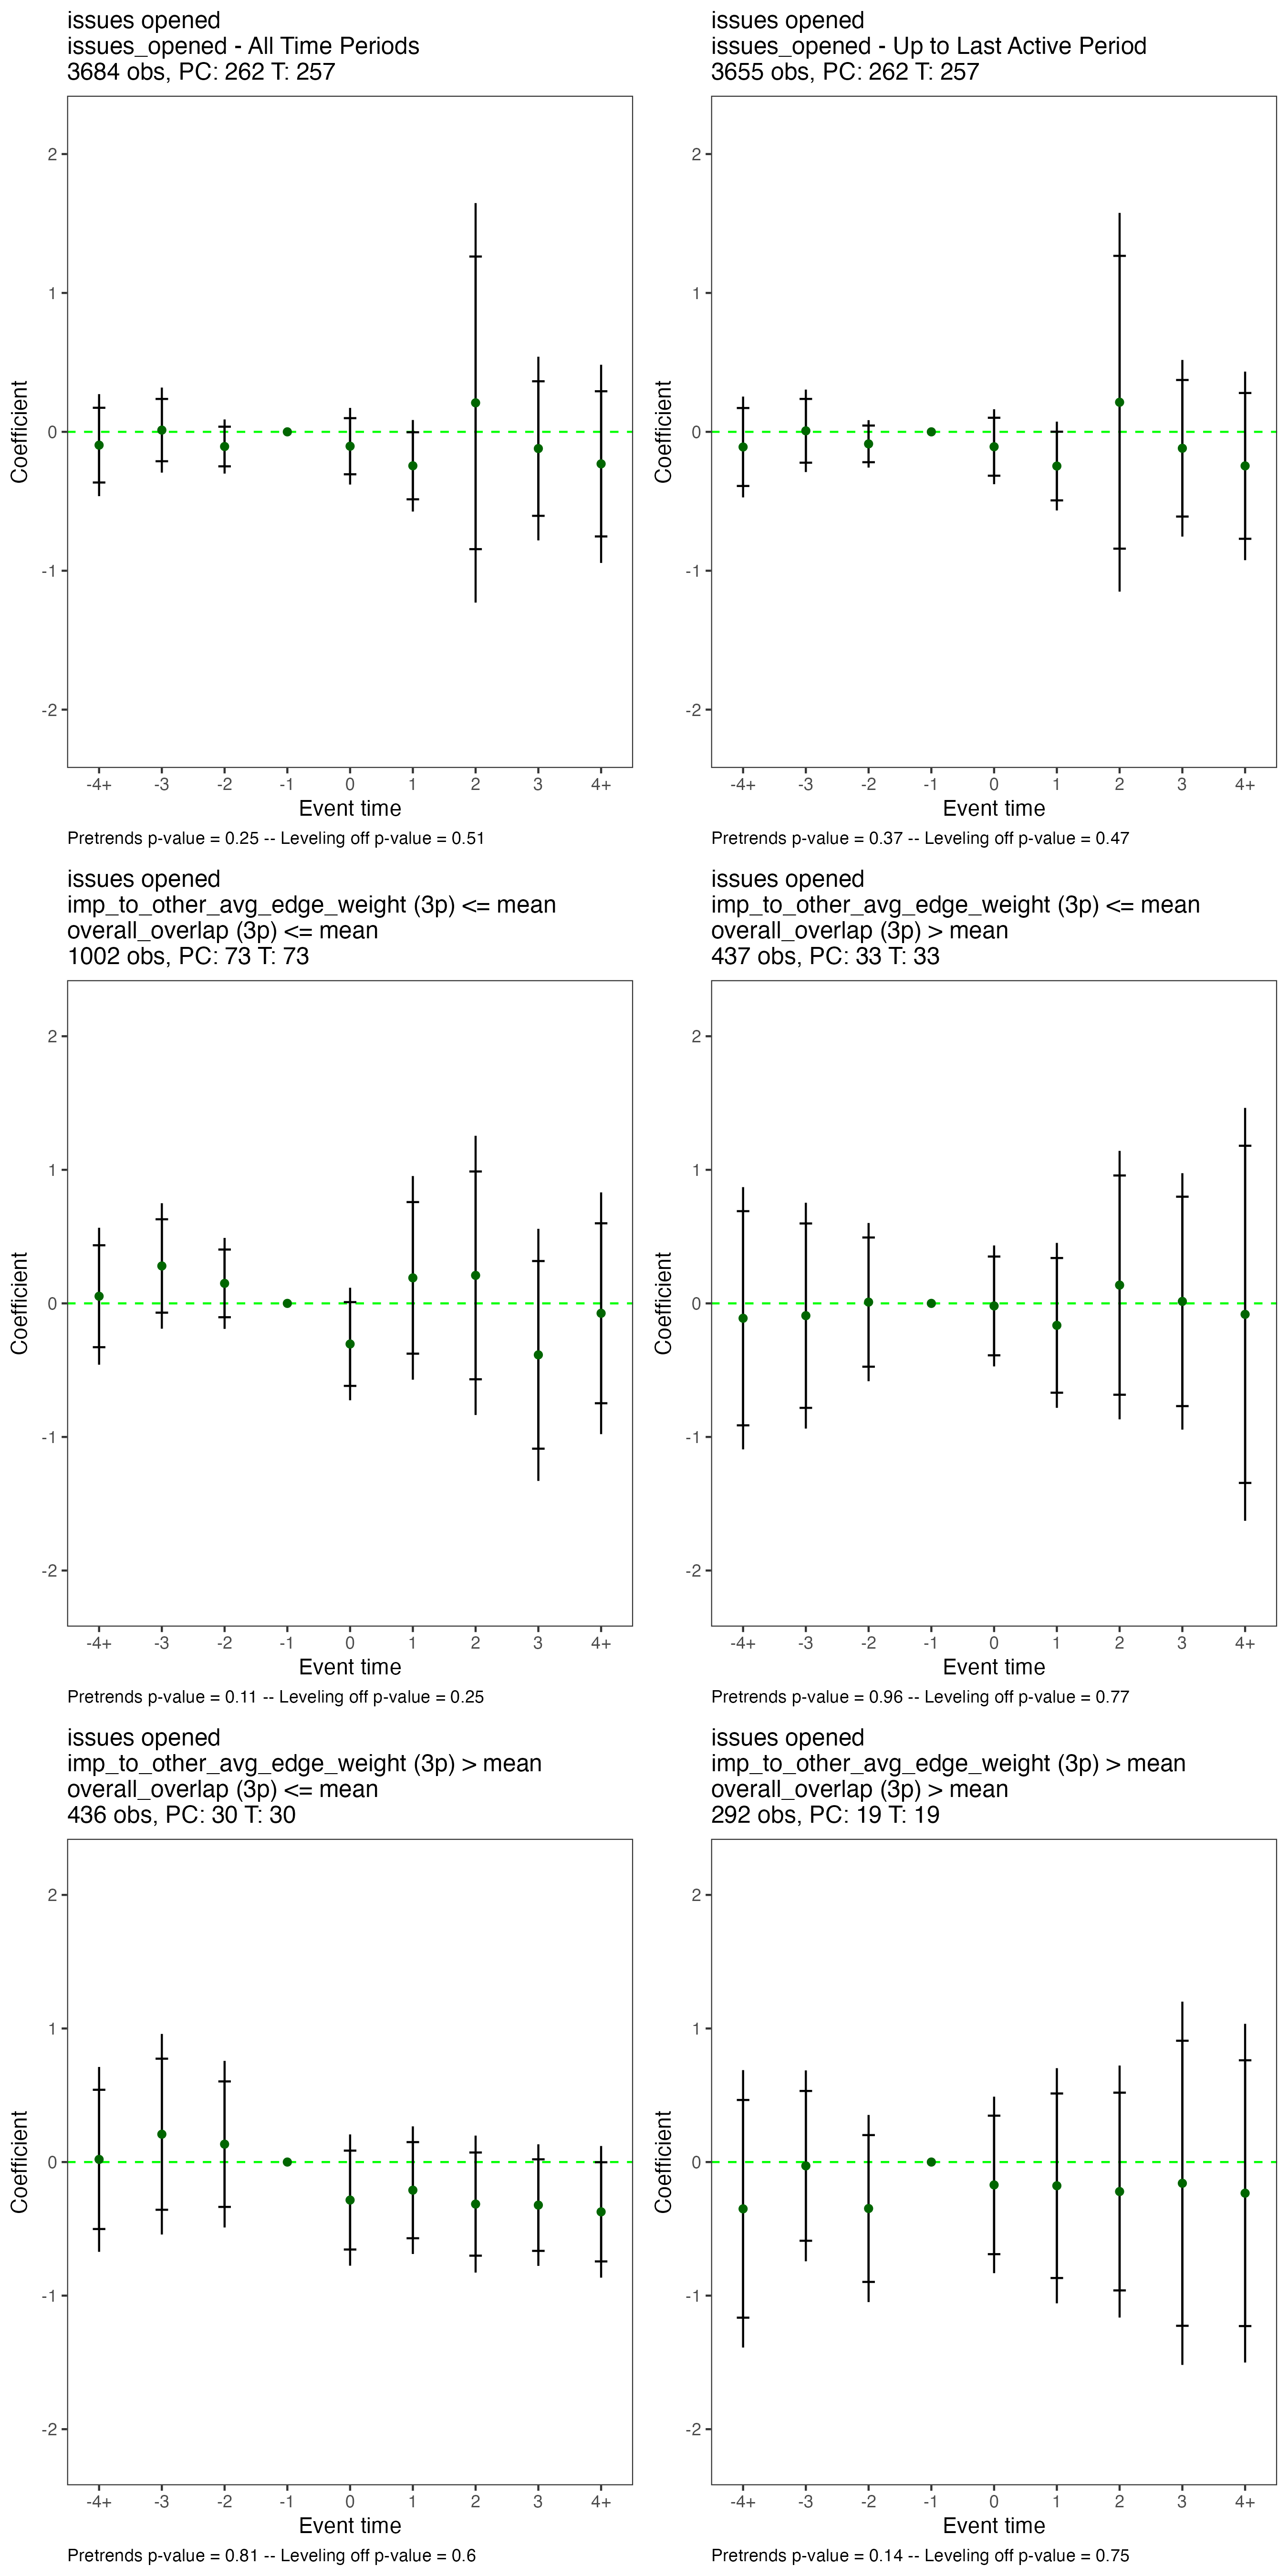 issues opened
issues_opened - All Time Periods
3684 obs, PC: 262 T: 257
2
1
0
-1
-2
Coefficient
-4+ -3 -2 -1 0 1 2 3 4+
Event time
Pretrends p-value = 0.25 -- Leveling off p-value = 0.51
issues opened
issues_opened - Up to Last Active Period
3655 obs, PC: 262 T: 257
2
1
0
-1
-2
Coefficient
-4+ -3 -2 -1 0 1 2 3 4+
Event time
Pretrends p-value = 0.37 -- Leveling off p-value = 0.47
issues opened
imp_to_other_avg_edge_weight (3p) <= mean
overall_overlap (3p) <= mean
1002 obs, PC: 73 T: 73
2
1
0
-1
-2
Coefficient
-4+ -3 -2 -1 0 1 2 3 4+
Event time
Pretrends p-value = 0.11 -- Leveling off p-value = 0.25
issues opened
imp_to_other_avg_edge_weight (3p) <= mean
overall_overlap (3p) > mean
437 obs, PC: 33 T: 33
2
1
0
-1
-2
Coefficient
-4+ -3 -2 -1 0 1 2 3 4+
Event time
Pretrends p-value = 0.96 -- Leveling off p-value = 0.77
issues opened
imp_to_other_avg_edge_weight (3p) > mean
overall_overlap (3p) <= mean
436 obs, PC: 30 T: 30
2
1
0
-1
-2
Coefficient
-4+ -3 -2 -1 0 1 2 3 4+
Event time
Pretrends p-value = 0.81 -- Leveling off p-value = 0.6
issues opened
imp_to_other_avg_edge_weight (3p) > mean
overall_overlap (3p) > mean
292 obs, PC: 19 T: 19
2
1
0
-1
-2
Coefficient
-4+ -3 -2 -1 0 1 2 3 4+
Event time
Pretrends p-value = 0.14 -- Leveling off p-value = 0.75